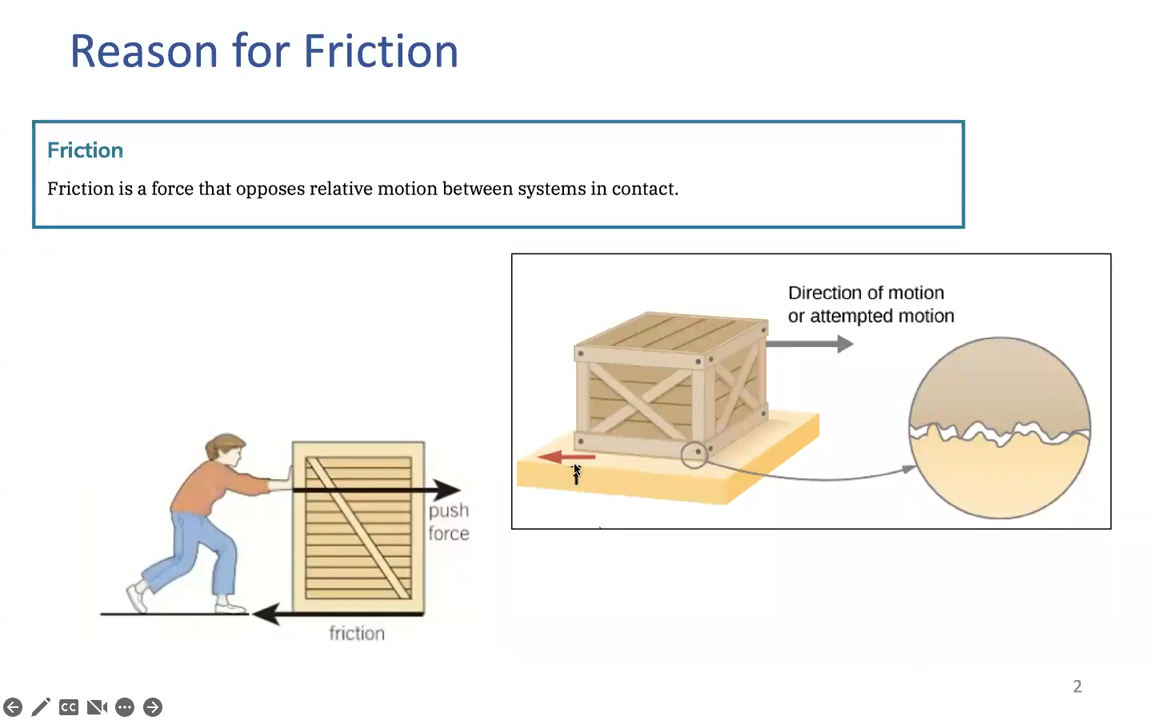 Reason for Friction
Friction
Friction is a force that opposes relative motion between systems in contact.
Direction of motion
or attempted motion
push
force
friction
2
CC